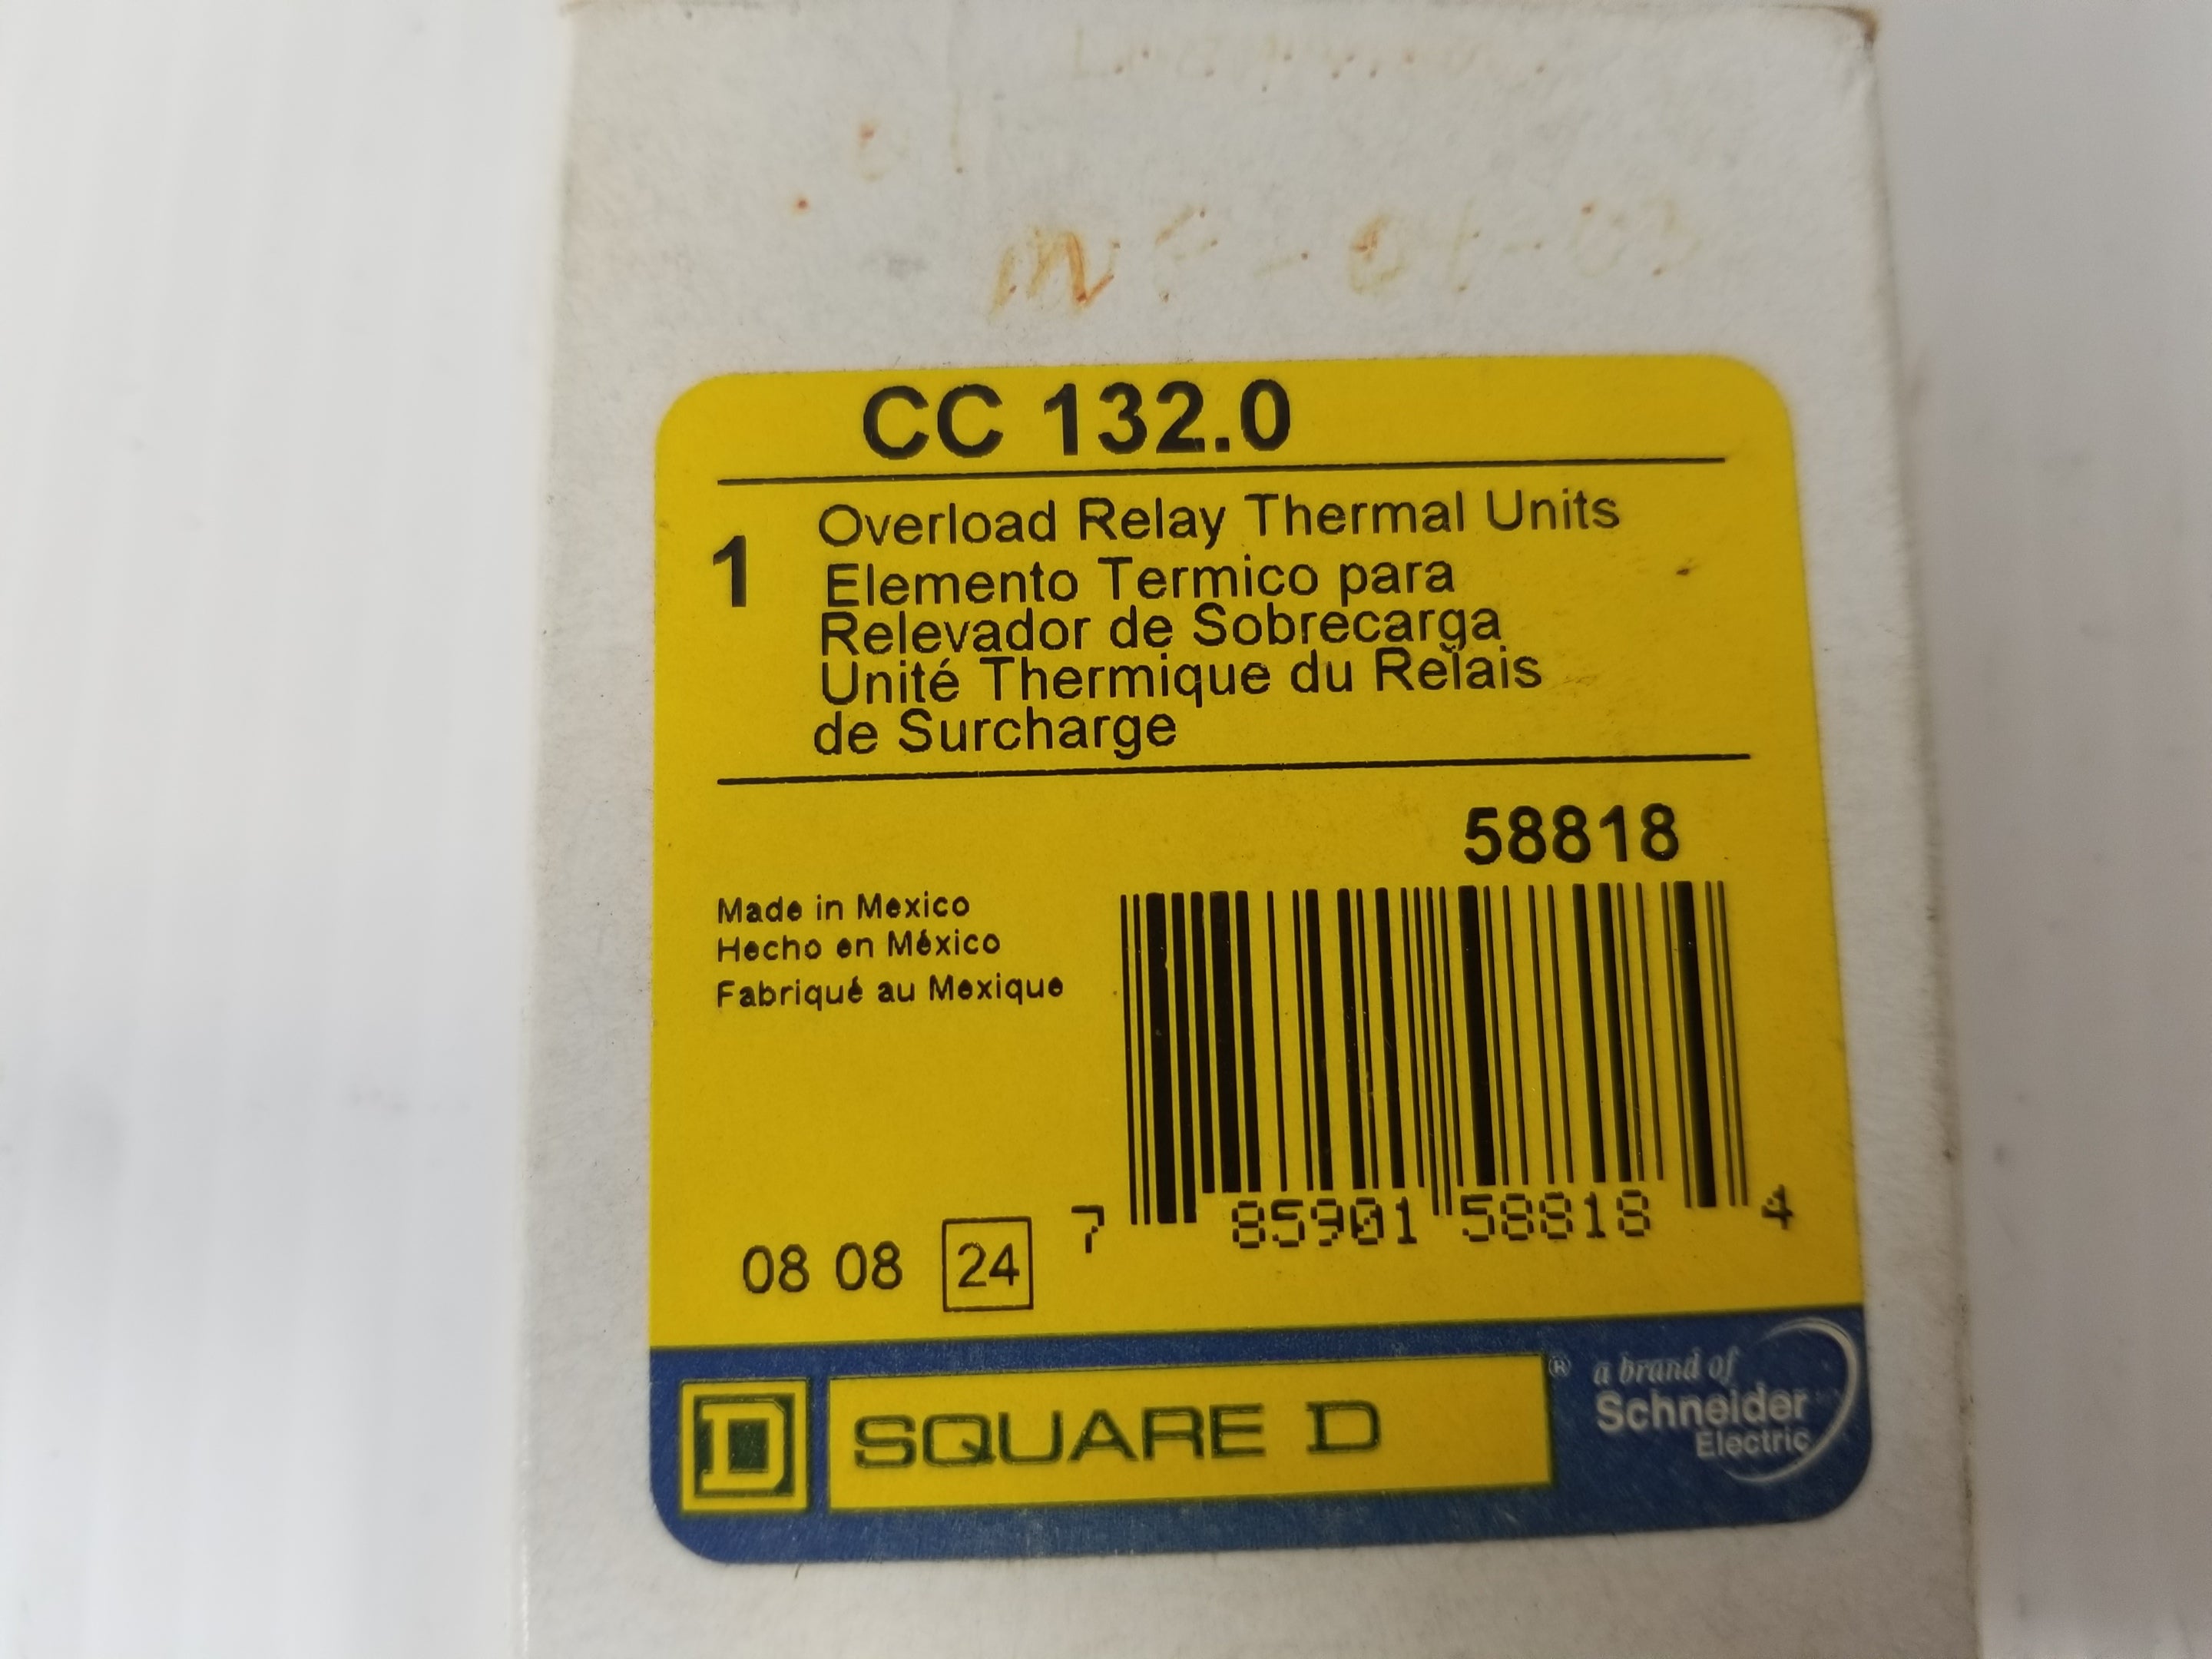 CC 132.0
1
Overload Relay Thermal Units
Elemento Termico para
Relevador de Sobrecarga
Unité Thermique du Relais
de Surcharge
58818
Made in Mexico
Hecho en México
Fabriqué au Mexique
08 08 24
7 85901 58818 4
D SQUARE D ®
a brand of
Schneider
Electric